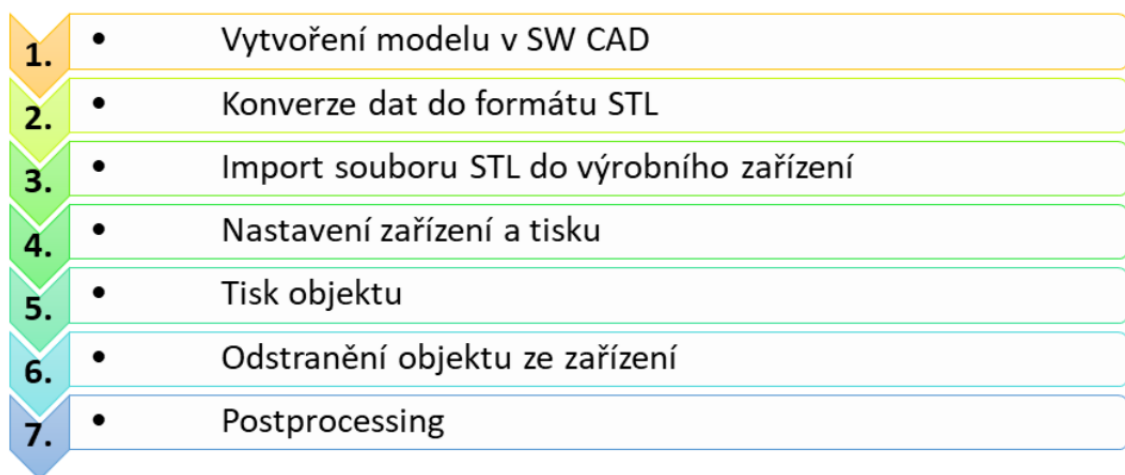 1. • Vytvoření modelu v SW CAD
2. • Konverze dat do formátu STL
3. • Import souboru STL do výrobního zařízení
4. • Nastavení zařízení a tisku
5. • Tisk objektu
6. • Odstranění objektu ze zařízení
7. • Postprocessing